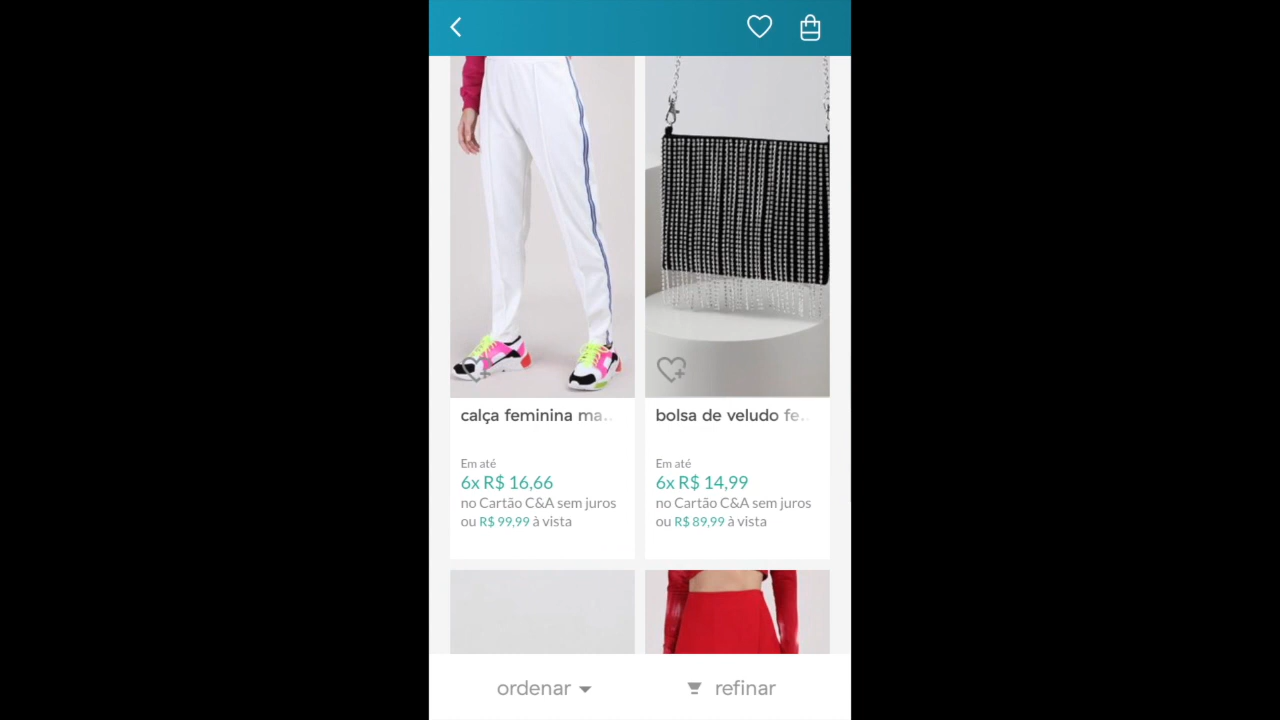 calça feminina ma..
Em até
6x R$ 16,66
no Cartão C&A sem juros
ou R$ 99,99 à vista
bolsa de veludo fe..
Em até
6x R$ 14,99
no Cartão C&A sem juros
ou R$ 89,99 à vista
ordenar
refinar